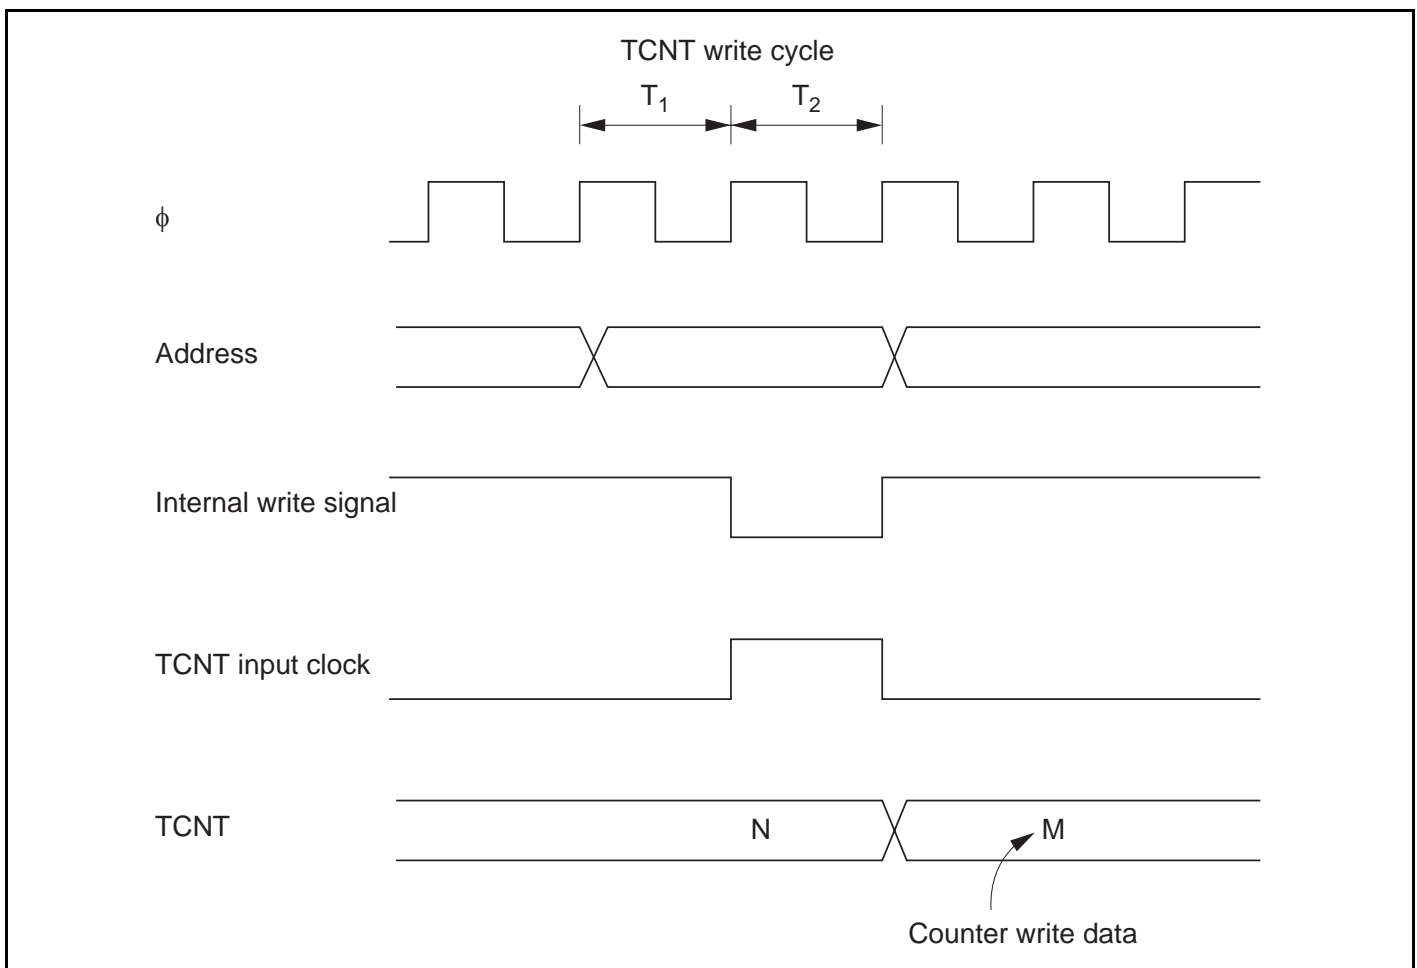 TCNT write cycle
T1 T2
ϕ
Address
Internal write signal
TCNT input clock
TCNT N M
Counter write data